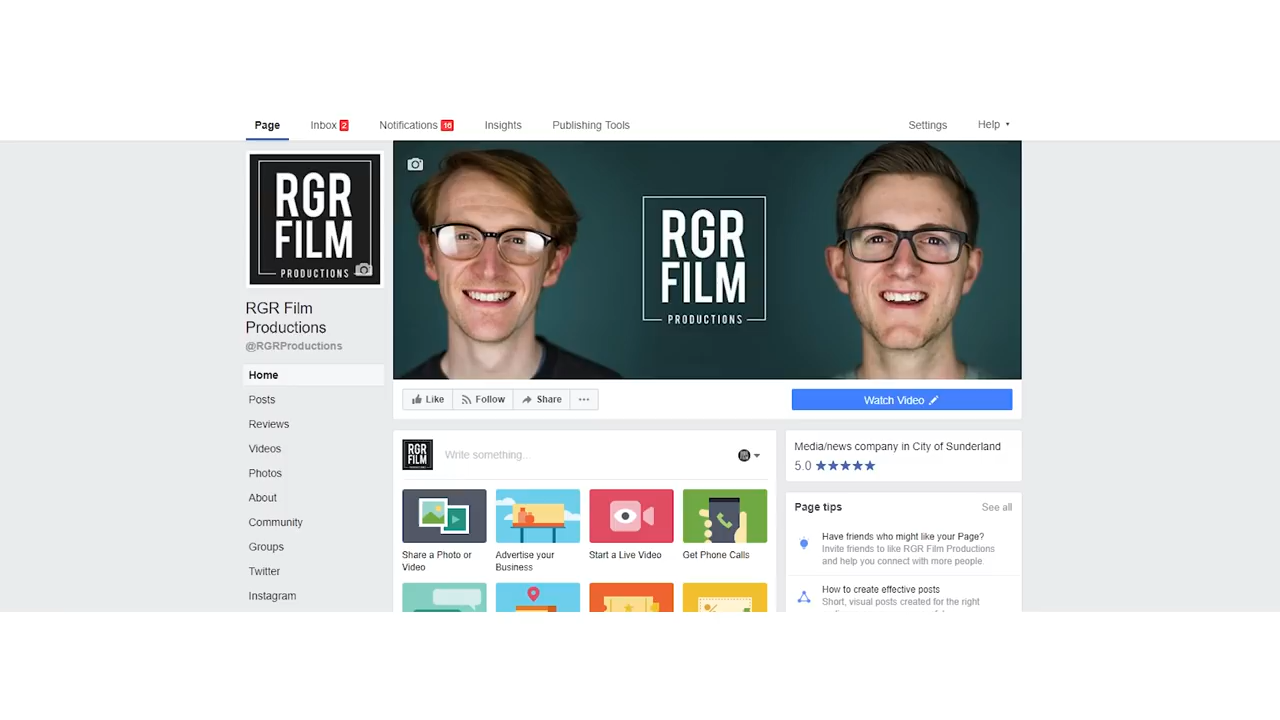 Page
Inbox 2
Notifications 16
Insights
Publishing Tools
Settings
Help
RGR
FILM
PRODUCTIONS
RGR Film
Productions
@RGRProductions
Home
Posts
Reviews
Videos
Photos
About
Community
Groups
Twitter
Instagram
RGR
FILM
PRODUCTIONS
Like
Follow
Share
...
Watch Video
RGR
FILM
Write something...
Share a Photo or
Video
Advertise your
Business
Start a Live Video
Get Phone Calls
Media/news company in City of Sunderland
5.0
Page tips
See all
Have friends who might like your Page?
Invite friends to like RGR Film Productions
and help you connect with more people.
How to create effective posts
Short, visual posts created for the right